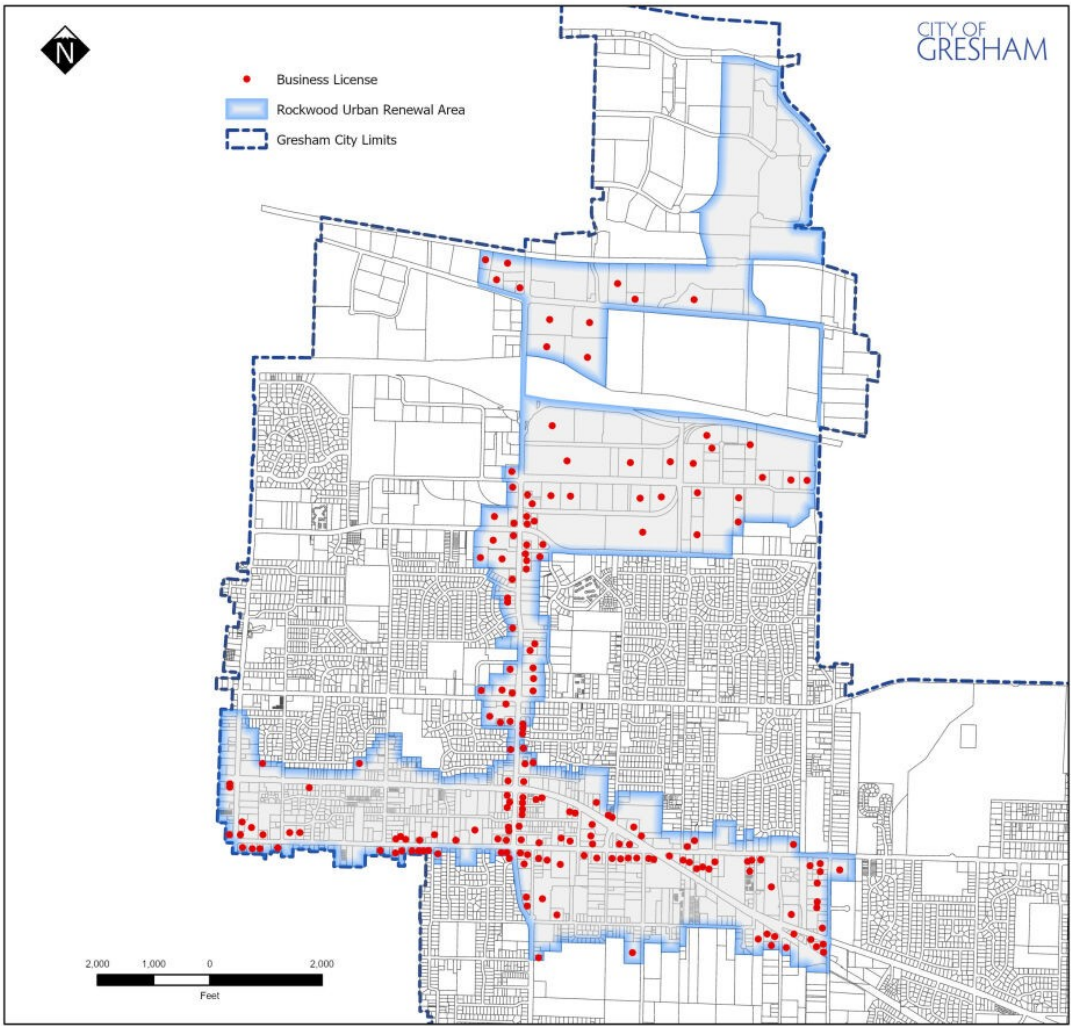 N
CITY OF
GRESHAM
Business License
Rockwood Urban Renewal Area
Gresham City Limits
2,000 1,000 0 2,000
Feet